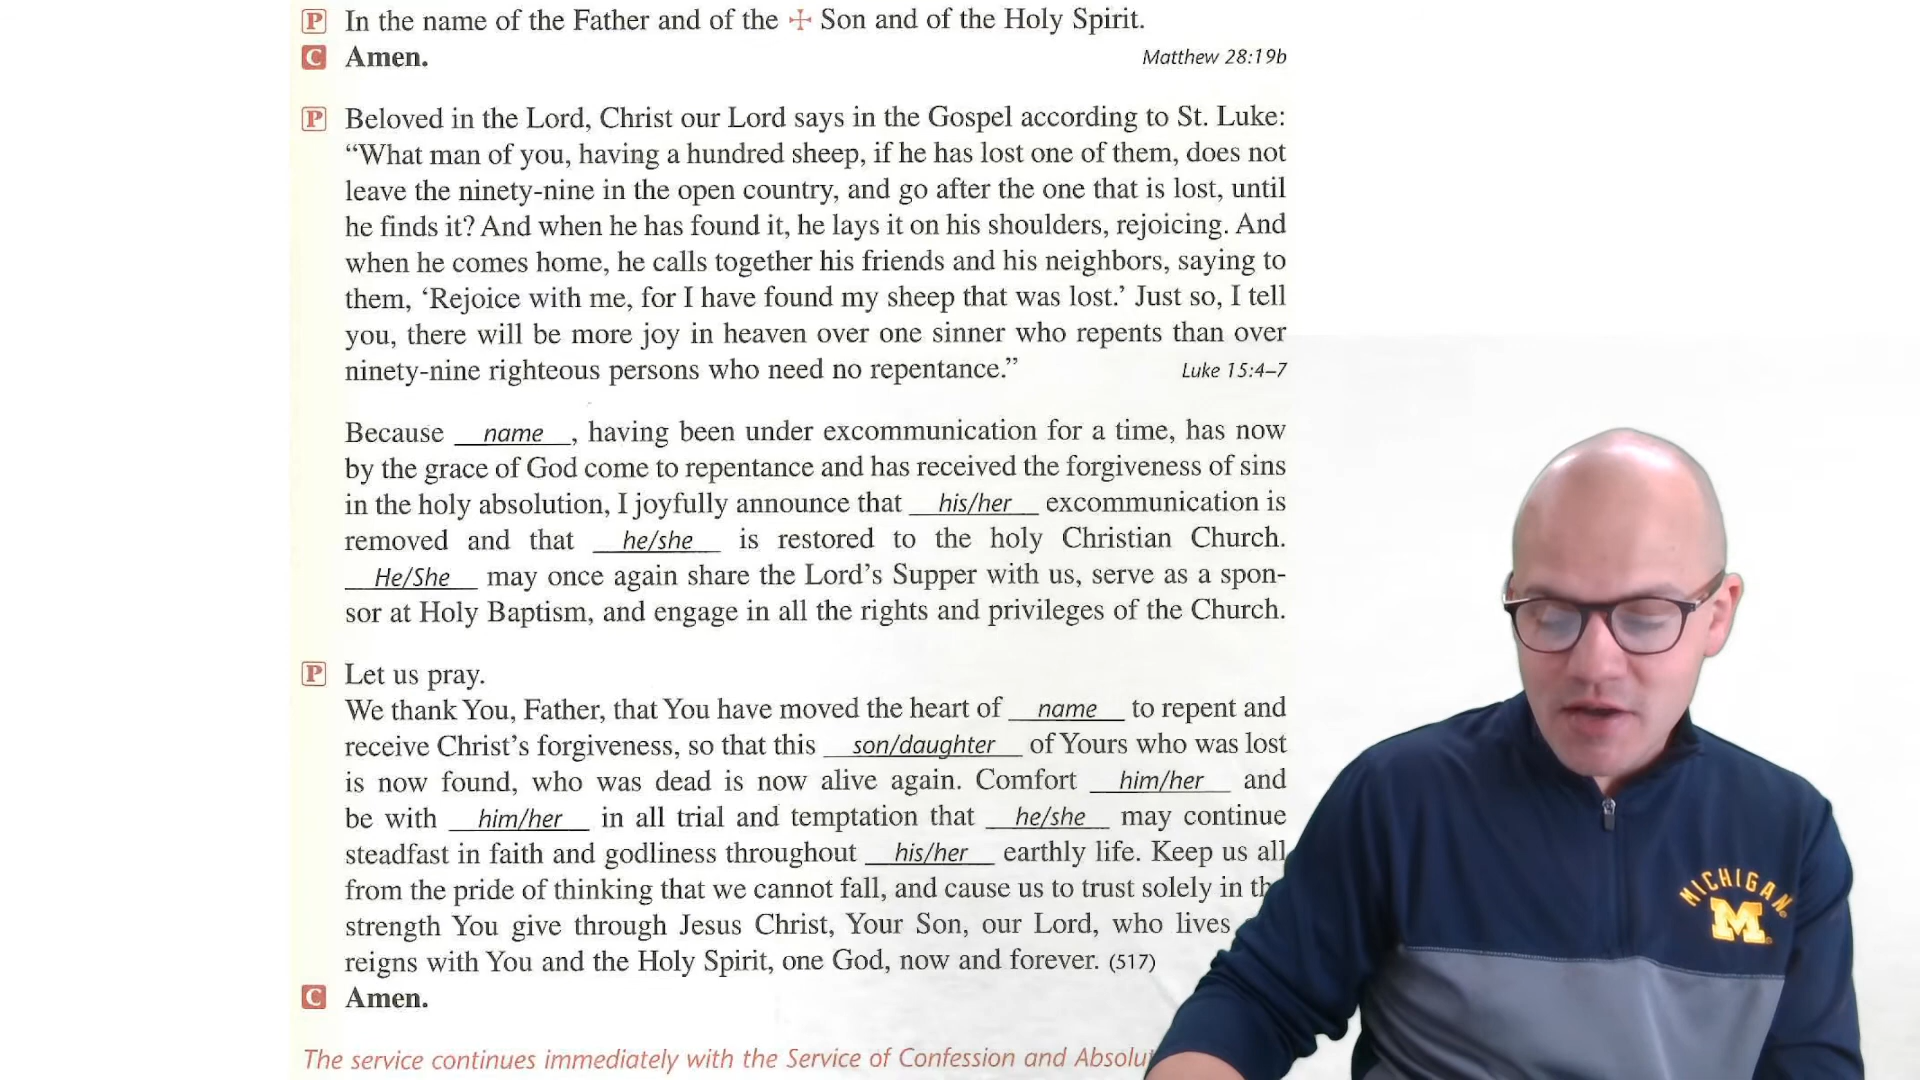 P In the name of the Father and of the ☩ Son and of the Holy Spirit.
C Amen. Matthew 28:19b
P Beloved in the Lord, Christ our Lord says in the Gospel according to St. Luke:
“What man of you, having a hundred sheep, if he has lost one of them, does not
leave the ninety-nine in the open country, and go after the one that is lost, until
he finds it? And when he has found it, he lays it on his shoulders, rejoicing. And
when he comes home, he calls together his friends and his neighbors, saying to
them, ‘Rejoice with me, for I have found my sheep that was lost.’ Just so, I tell
you, there will be more joy in heaven over one sinner who repents than over
ninety-nine righteous persons who need no repentance.” Luke 15:4–7
Because name, having been under excommunication for a time, has now
by the grace of God come to repentance and has received the forgiveness of sins
in the holy absolution, I joyfully announce that his/her excommunication is
removed and that he/she is restored to the holy Christian Church.
He/She may once again share the Lord’s Supper with us, serve as a spon-
sor at Holy Baptism, and engage in all the rights and privileges of the Church.
P Let us pray.
We thank You, Father, that You have moved the heart of name to repent and
receive Christ’s forgiveness, so that this son/daughter of Yours who was lost
is now found, who was dead is now alive again. Comfort him/her and
be with him/her in all trial and temptation that he/she may continue
steadfast in faith and godliness throughout his/her earthly life. Keep us all
from the pride of thinking that we cannot fall, and cause us to trust solely in
strength You give through Jesus Christ, Your Son, our Lord, who lives
reigns with You and the Holy Spirit, one God, now and forever. (517)
C Amen.
The service continues immediately with the Service of Confession and
MICHIGAN
M